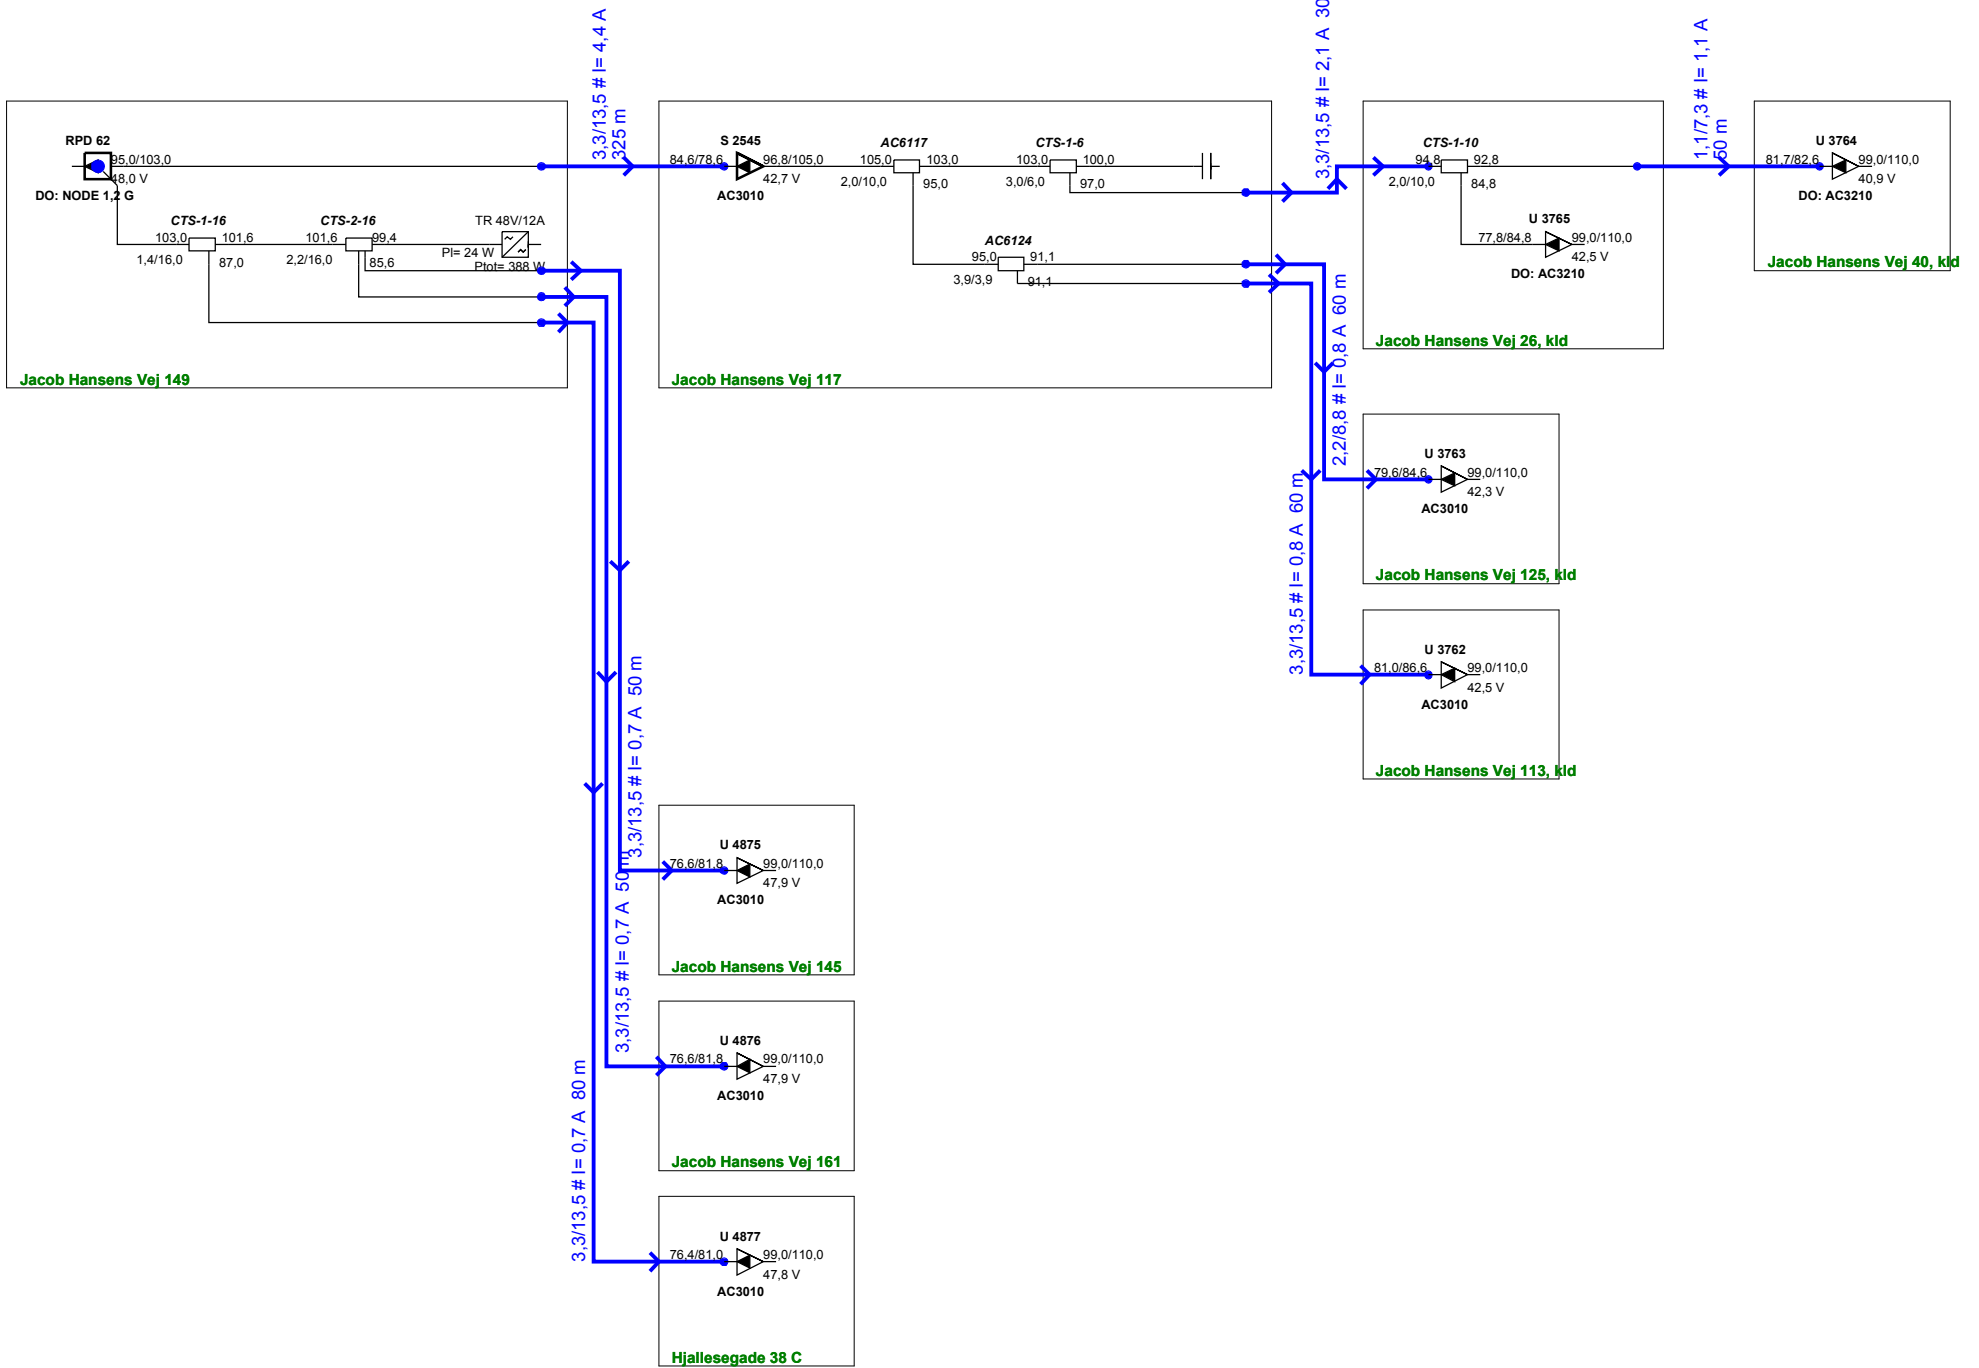 3,3/13,5 # I= 4,4 A
325 m
3,3/13,5 # I= 2,1 A 30
1,1/7,3 # I= 1,1 A
50 m
RPD 62
95,0/103,0
48,0 V
DO: NODE 1,2 G
CTS-1-16
103,0
101,6
1,4/16,0
87,0
CTS-2-16
101,6
99,4
2,2/16,0
85,6
TR 48V/12A
PI= 24 W
Ptot= 388 W
Jacob Hansens Vej 149
S 2545
84,6/78,6
96,8/105,0
42,7 V
AC3010
AC6117
105,0
103,0
2,0/10,0
95,0
CTS-1-6
103,0
100,0
3,0/6,0
97,0
AC6124
95,0
91,1
3,9/3,9
91,1
Jacob Hansens Vej 117
CTS-1-10
94,8
92,8
2,0/10,0
84,8
U 3765
77,8/84,8
99,0/110,0
42,5 V
DO: AC3210
Jacob Hansens Vej 26, kld
U 3764
81,7/82,6
99,0/110,0
40,9 V
DO: AC3210
Jacob Hansens Vej 40, kld
2,2/8,8 # I= 0,8 A 60 m
U 3763
79,6/84,6
99,0/110,0
42,3 V
AC3010
Jacob Hansens Vej 125, kld
3,3/13,5 # I= 0,8 A 60 m
U 3762
81,0/86,6
99,0/110,0
42,5 V
AC3010
Jacob Hansens Vej 113, kld
3,3/13,5 # I= 0,7 A 50 m
U 4875
76,6/81,8
99,0/110,0
47,9 V
AC3010
Jacob Hansens Vej 145
3,3/13,5 # I= 0,7 A 50 m
U 4876
76,6/81,8
99,0/110,0
47,9 V
AC3010
Jacob Hansens Vej 161
3,3/13,5 # I= 0,7 A 80 m
U 4877
76,4/81,0
99,0/110,0
47,8 V
AC3010
Hjallesegade 38 C